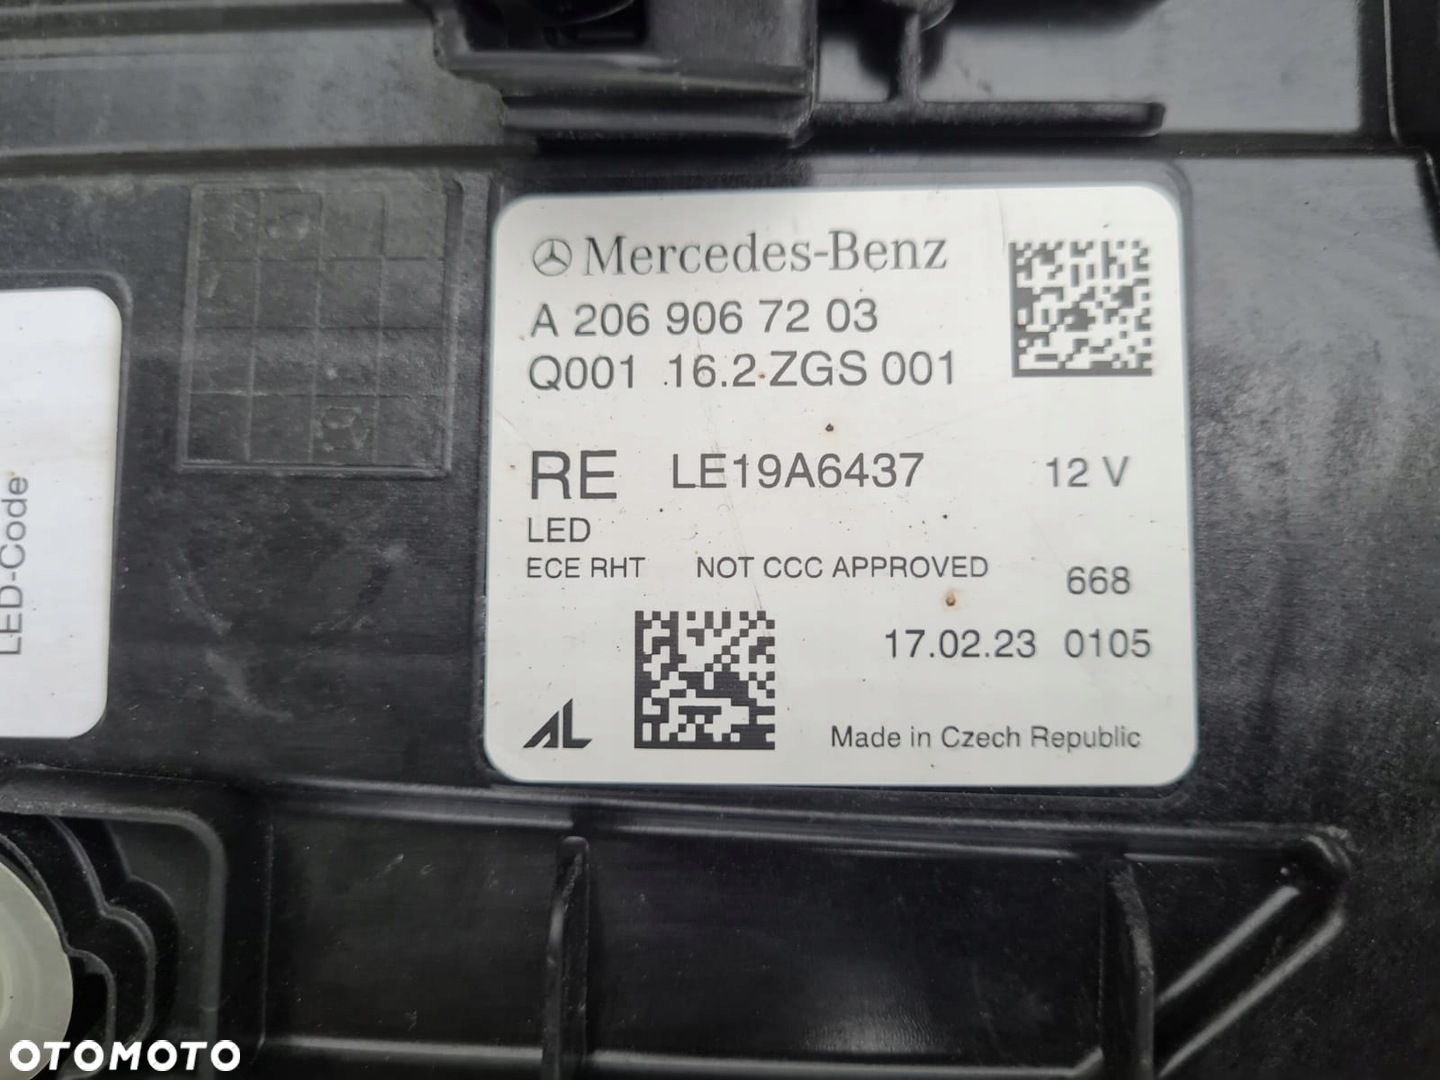 Mercedes-Benz
A 206 906 72 03
Q001 16.2 ZGS 001
RE LE19A6437 12 V
LED
ECE RHT NOT CCC APPROVED
668
17.02.23 0105
AL
Made in Czech Republic
LED-Code
OTOMOTO